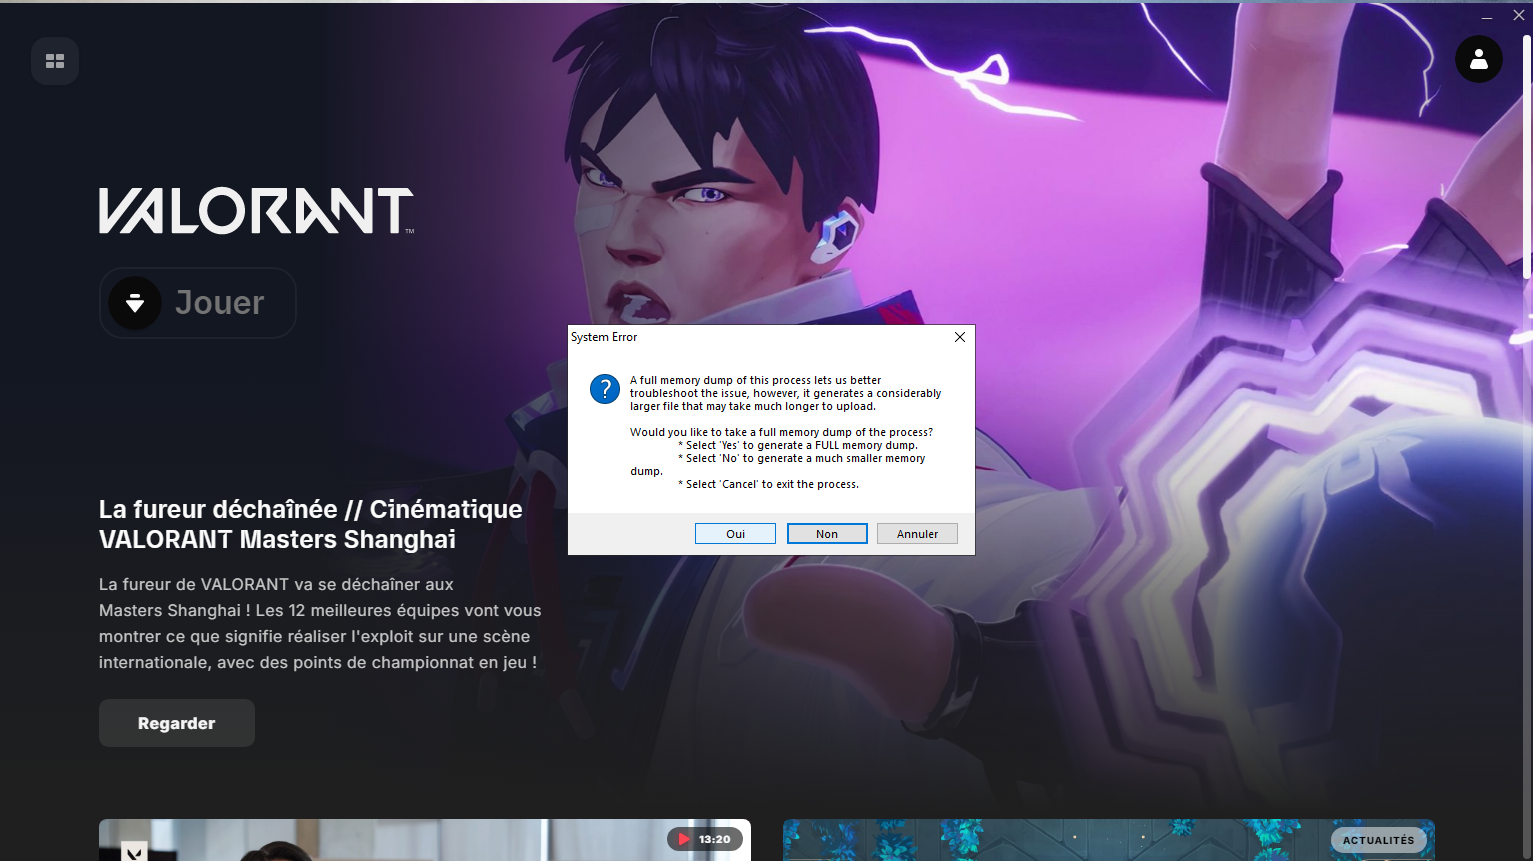 VALORANT™
Jouer
System Error
A full memory dump of this process lets us better
troubleshoot the issue, however, it generates a considerably
larger file that may take much longer to upload.
Would you like to take a full memory dump of the process?
* Select 'Yes' to generate a FULL memory dump.
* Select 'No' to generate a much smaller memory
dump.
* Select 'Cancel' to exit the process.
Oui
Non
Annuler
La fureur déchaînée // Cinématique
VALORANT Masters Shanghai
La fureur de VALORANT va se déchaîner aux
Masters Shanghai ! Les 12 meilleures équipes vont vous
montrer ce que signifie réaliser l'exploit sur une scène
internationale, avec des points de championnat en jeu !
Regarder
13:20
ACTUALITÉS